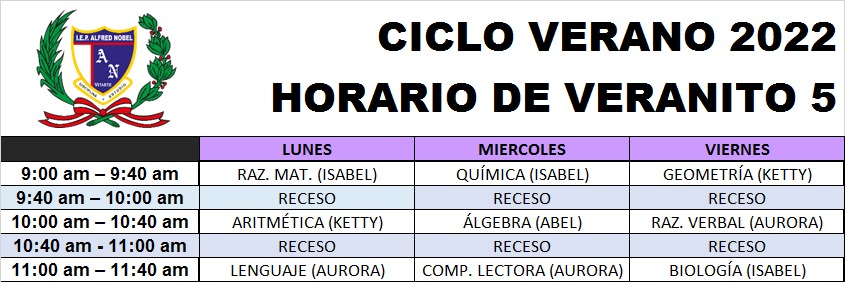 I.E.P. ALFRED NOBEL
A N
VITARTE
DISCIPLINA ESTUDIO
CICLO VERANO 2022
HORARIO DE VERANITO 5
LUNES MIERCOLES VIERNES
9:00 am – 9:40 am RAZ. MAT. (ISABEL) QUÍMICA (ISABEL) GEOMETRÍA (KETTY)
9:40 am – 10:00 am RECESO RECESO RECESO
10:00 am – 10:40 am ARITMÉTICA (KETTY) ÁLGEBRA (ABEL) RAZ. VERBAL (AURORA)
10:40 am - 11:00 am RECESO RECESO RECESO
11:00 am – 11:40 am LENGUAJE (AURORA) COMP. LECTORA (AURORA) BIOLOGÍA (ISABEL)